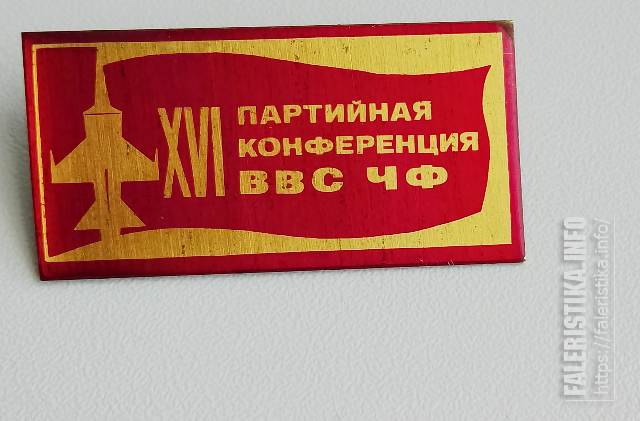 XVI
ПАРТИЙНАЯ
КОНФЕРЕНЦИЯ
ВВС ЧФ
FALERISTIKA.INFO
https://faleristika.info/